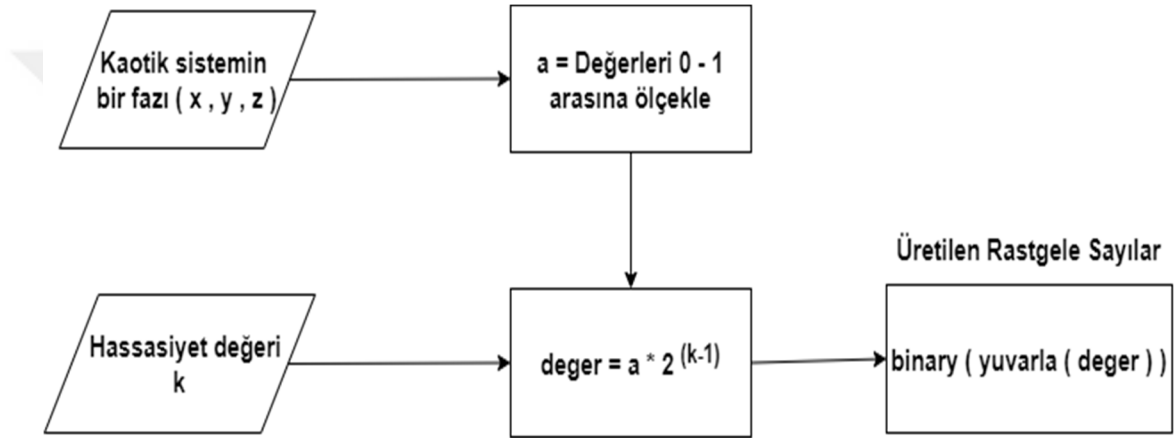 Kaotik sistemin
bir fazı ( x , y , z )
a = Değerleri 0 - 1
arasına ölçekle
Hassasiyet değeri
k
deger = a * 2 (k-1)
Üretilen Rastgele Sayılar
binary ( yuvarla ( deger ) )